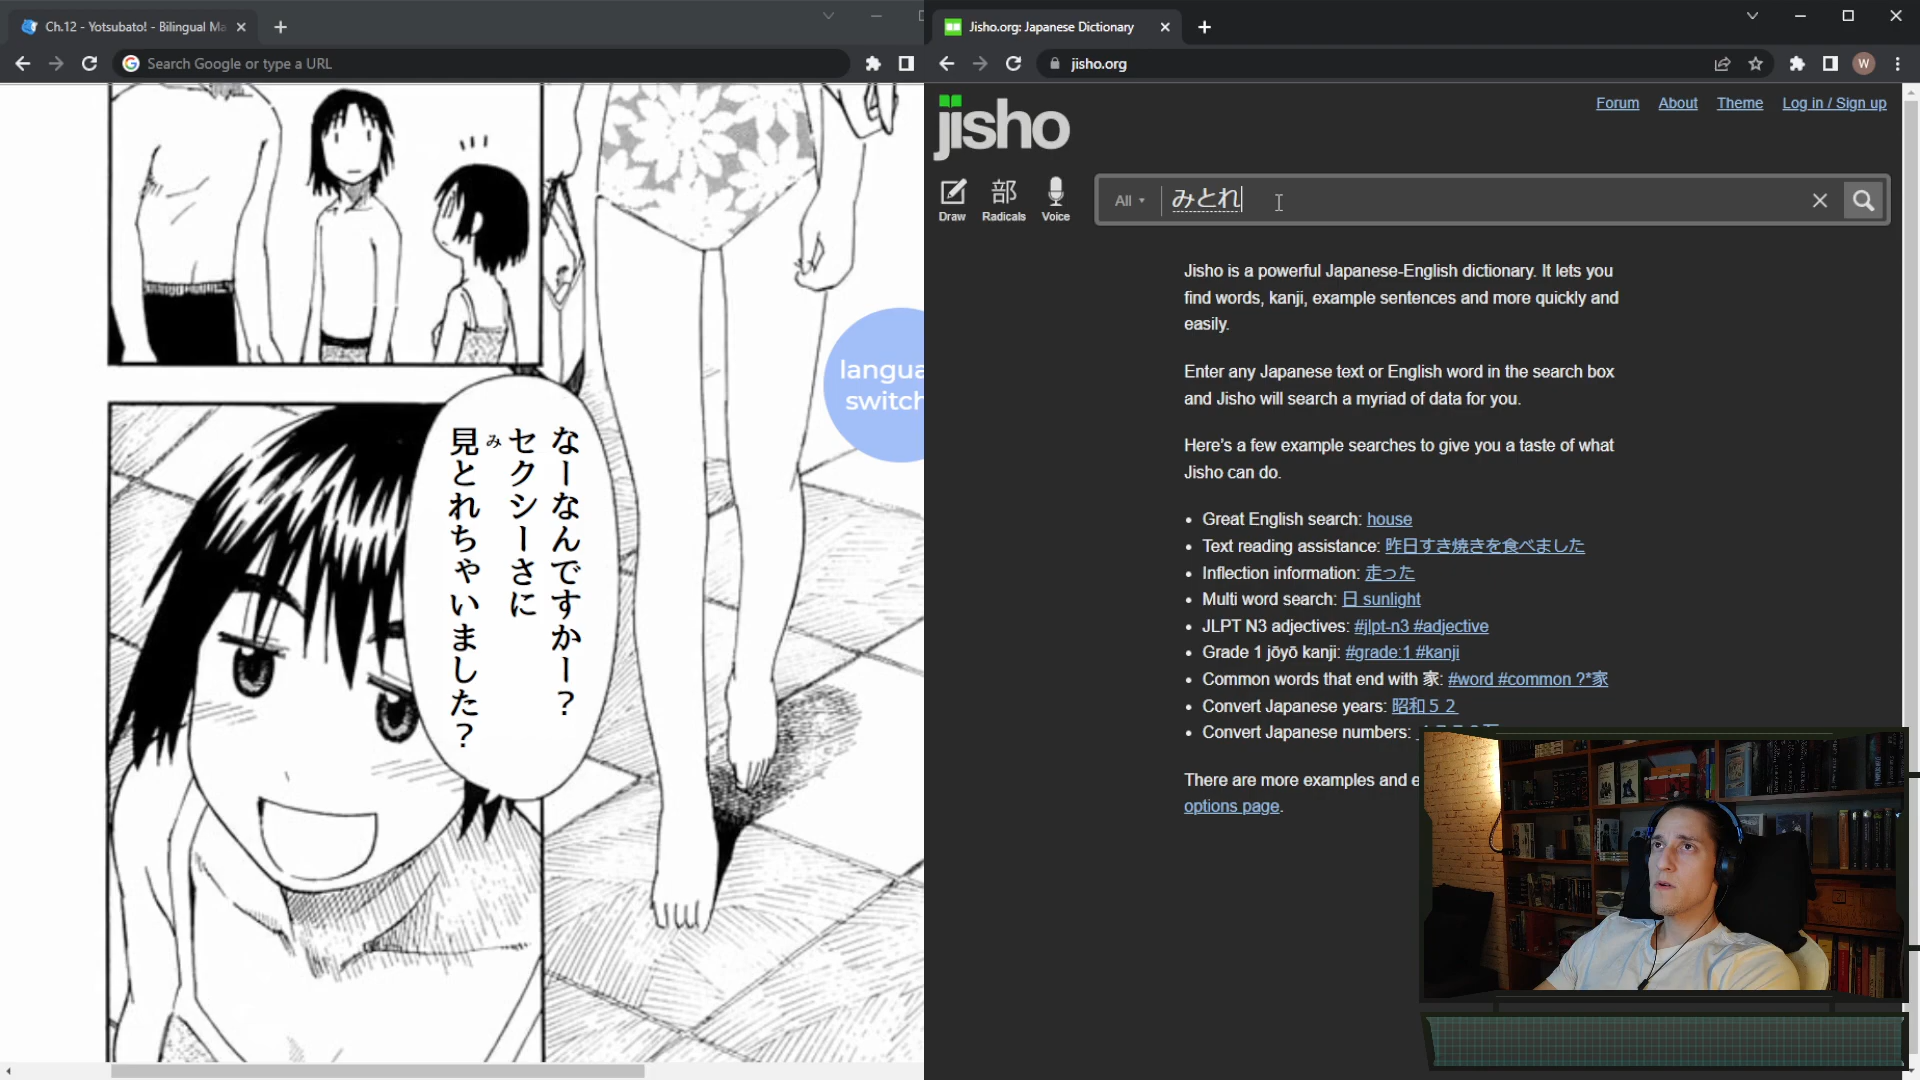 Ch.12 - Yotsubato! - Bilingual Ma
Search Google or type a URL
なーなんですかー？
セクシーさに
見とれちゃいました？
み
langua
switch
Jisho.org: Japanese Dictionary
jisho.org
W
Forum About Theme Log in / Sign up
jisho
Draw
部
Radicals
Voice
All
みとれ
Jisho is a powerful Japanese-English dictionary. It lets you
find words, kanji, example sentences and more quickly and
easily.
Enter any Japanese text or English word in the search box
and Jisho will search a myriad of data for you.
Here's a few example searches to give you a taste of what
Jisho can do.
Great English search: house
Text reading assistance: 昨日すき焼きを食べました
Inflection information: 走った
Multi word search: 日 sunlight
JLPT N3 adjectives: #jlpt-n3 #adjective
Grade 1 jōyō kanji: #grade:1 #kanji
Common words that end with 家: #word #common ?*家
Convert Japanese years: 昭和５２
Convert Japanese numbers:
There are more examples and e
options page.